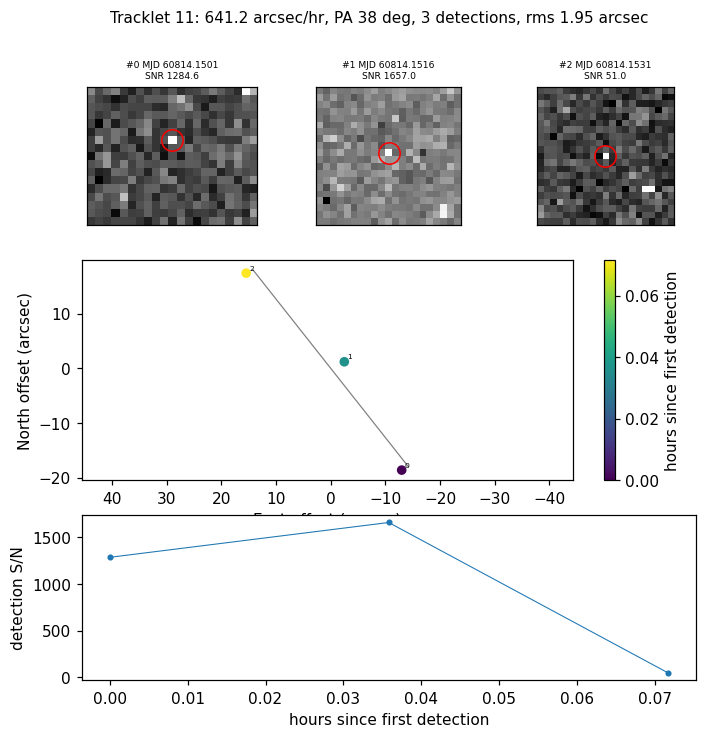 Tracklet 11: 641.2 arcsec/hr, PA 38 deg, 3 detections, rms 1.95 arcsec
#0 MJD 60814.1501
SNR 1284.6
#1 MJD 60814.1516
SNR 1657.0
#2 MJD 60814.1531
SNR 51.0
North offset (arcsec)
10
0
−10
−20
2
1
0
40
30
20
10
0
−10
−20
−30
−40
0.06
0.04
0.02
0.00
hours since first detection
detection S/N
1500
1000
500
0
0.00
0.01
0.02
0.03
0.04
0.05
0.06
0.07
hours since first detection